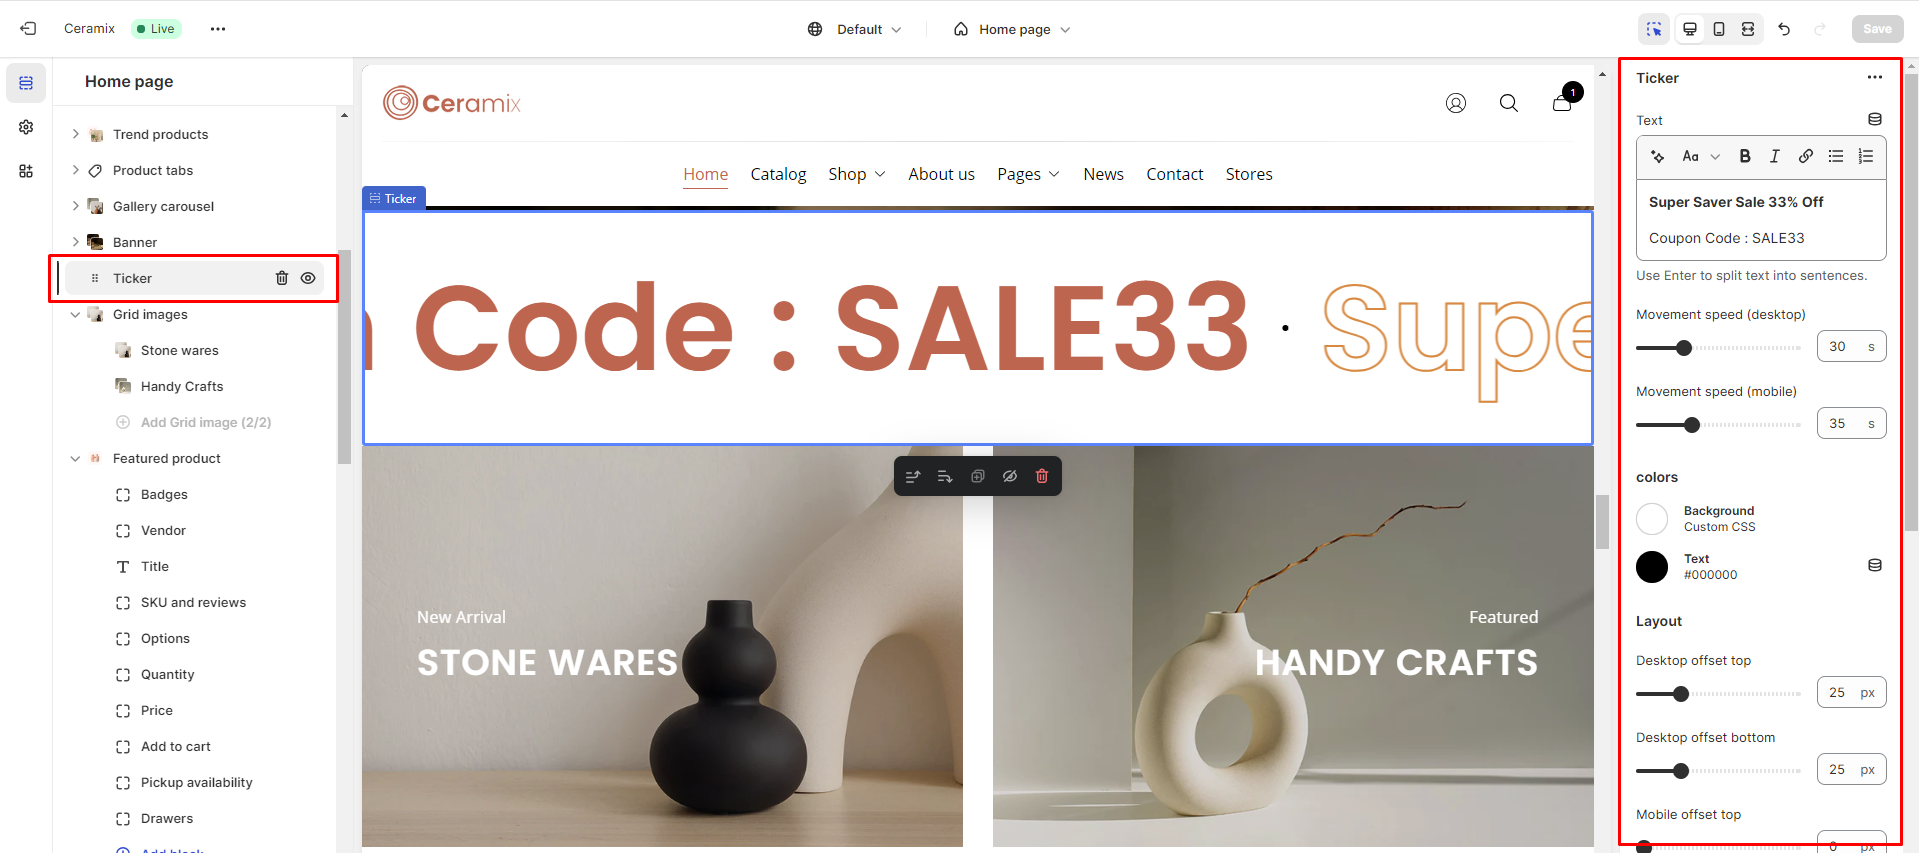 Ceramix
Live
Default
Home page
Save
Home page
Trend products
Product tabs
Gallery carousel
Banner
Ticker
Grid images
Stone wares
Handy Crafts
Add Grid image (2/2)
Featured product
Badges
Vendor
Title
SKU and reviews
Options
Quantity
Price
Add to cart
Pickup availability
Drawers
Add block
Ceramix
1
Home
Catalog
Shop
About us
Pages
News
Contact
Stores
Ticker
n Code : SALE33 · Supe
New Arrival
STONE WARES
Featured
HANDY CRAFTS
Ticker
Text
Aa
B
I
Super Saver Sale 33% Off
Coupon Code : SALE33
Use Enter to split text into sentences.
Movement speed (desktop)
30 s
Movement speed (mobile)
35 s
colors
Background
Custom CSS
Text
#000000
Layout
Desktop offset top
25 px
Desktop offset bottom
25 px
Mobile offset top
0 px